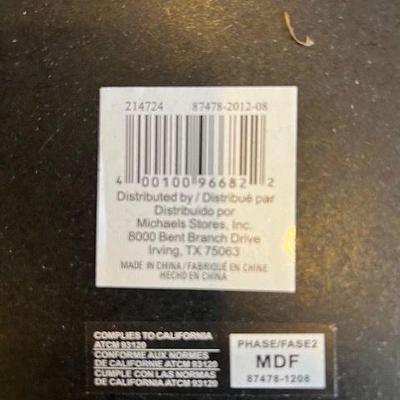 214724 87478-2012-08
4 00100 96682 2
Distributed by / Distribué par
Distribuido por
Michaels Stores, Inc.
8000 Bent Branch Drive
Irving, TX 75063
MADE IN CHINA / FABRIQUÉ EN CHINE
HECHO EN CHINA
COMPLIES TO CALIFORNIA
ATCM 93120
CONFORME AUX NORMES
DE CALIFORNIA ATCM 93120
CUMPLE CON LAS NORMAS
DE CALIFORNIA ATCM 93120
PHASE/FASE2
MDF
87478-1208